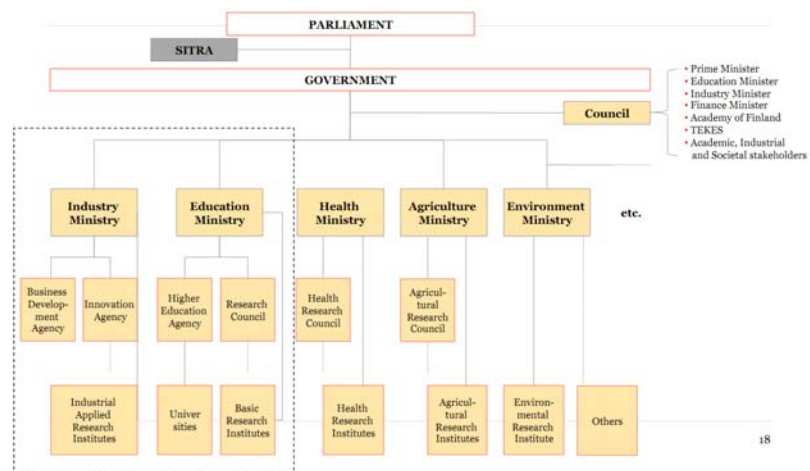 PARLIAMENT
SITRA
GOVERNMENT
Council
• Prime Minister
• Education Minister
• Industry Minister
• Finance Minister
• Academy of Finland
• TEKES
• Academic, Industrial
and Societal stakeholders
Industry
Ministry
Education
Ministry
Health
Ministry
Agriculture
Ministry
Environment
Ministry
etc.
Business
Develop-
ment
Agency
Innovation
Agency
Higher
Education
Agency
Research
Council
Health
Research
Council
Agricul-
tural
Research
Council
Industrial
Applied
Research
Institutes
Univer
sities
Basic
Research
Institutes
Health
Research
Institutes
Agricul-
tural
Research
Institutes
Environ-
mental
Research
Institute
Others
18